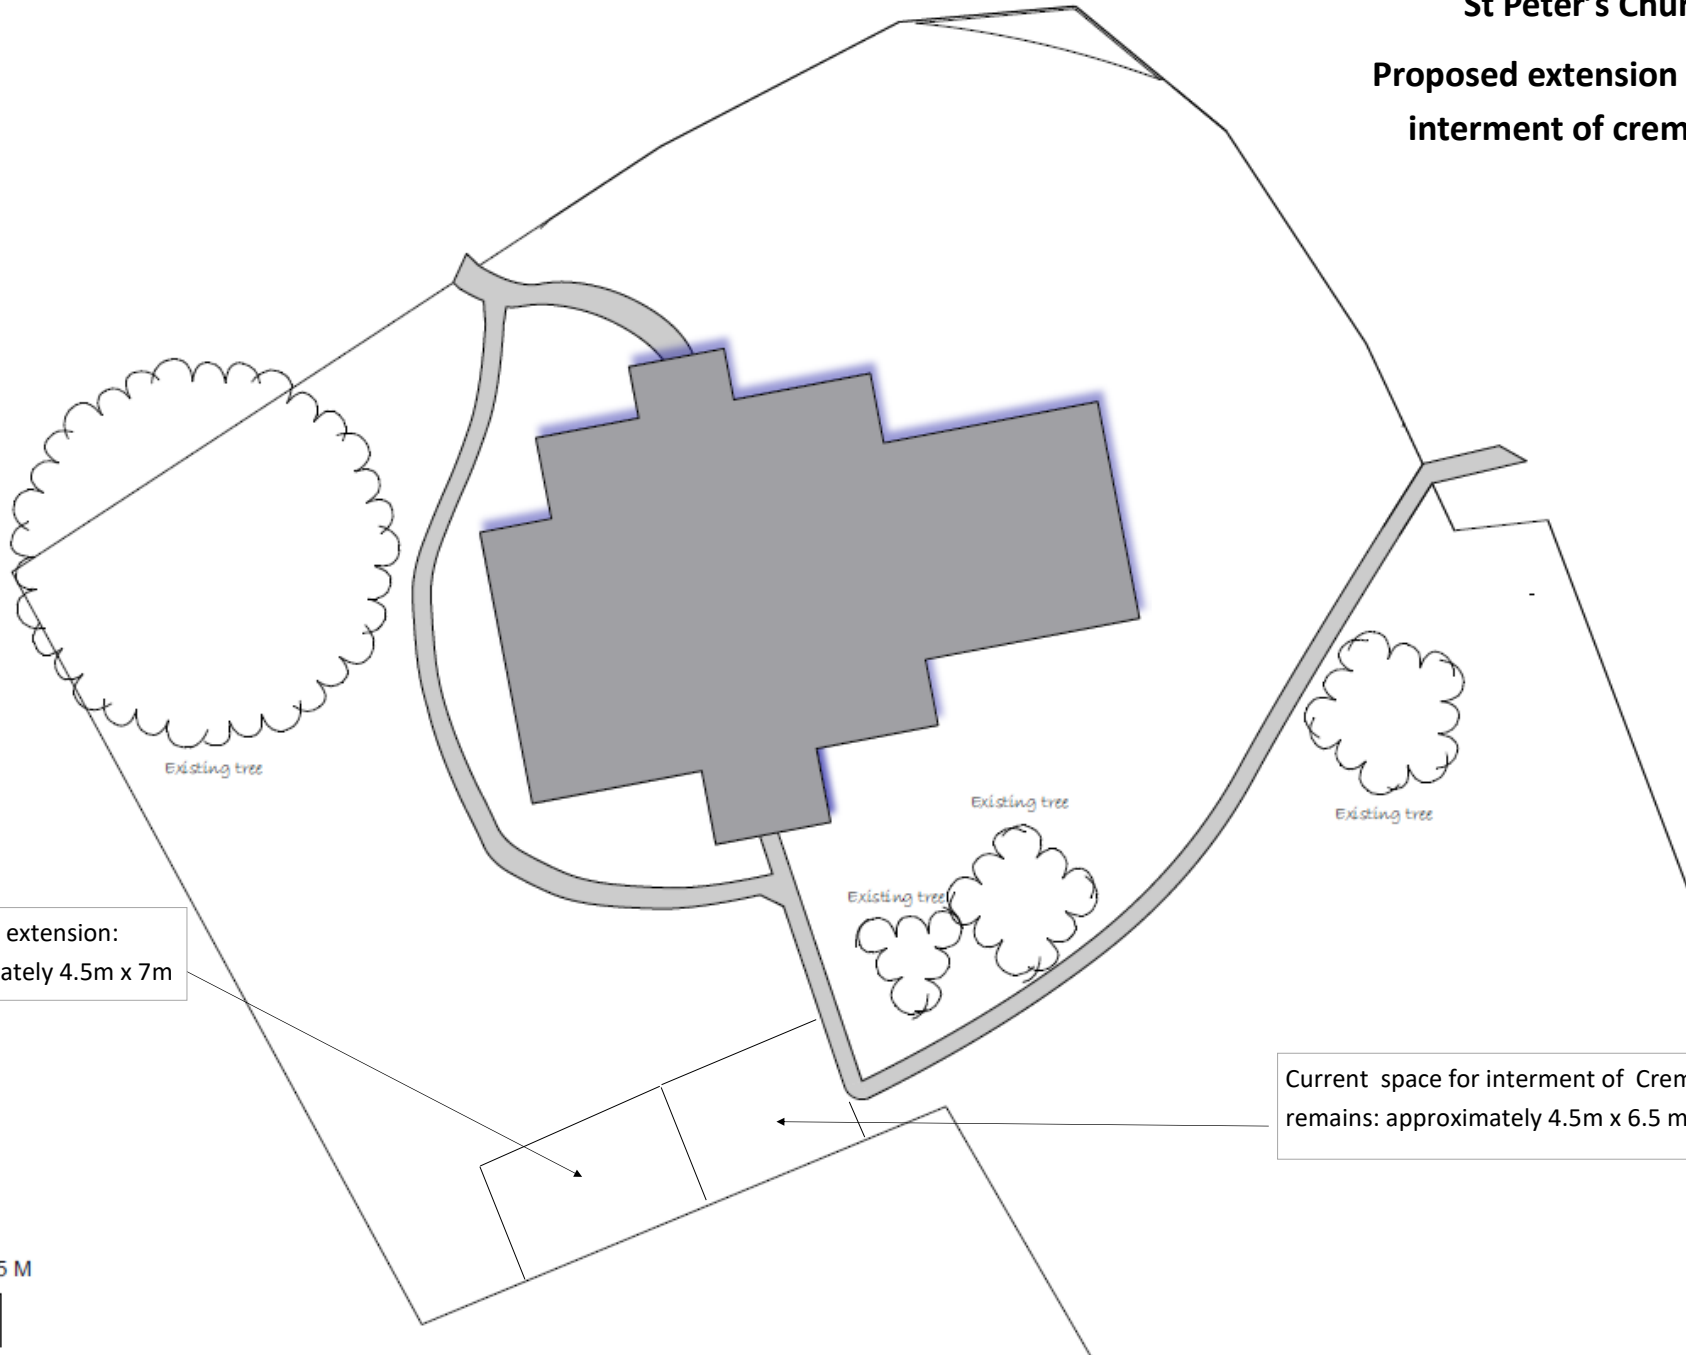 St Peter's Chur
Proposed extension
interment of crem
Existing tree
Existing tree
Existing tree
Existing tree
extension:
ately 4.5m x 7m
Current space for interment of Crem
remains: approximately 4.5m x 6.5 m
5 M